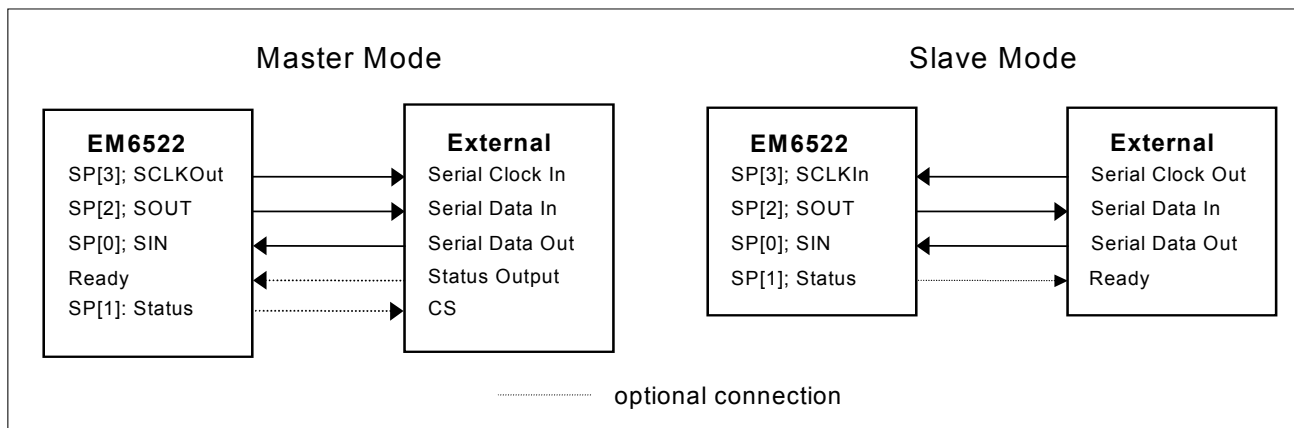 Master Mode
EM6522
SP[3]; SCLKOut
SP[2]; SOUT
SP[0]; SIN
Ready
SP[1]: Status
External
Serial Clock In
Serial Data In
Serial Data Out
Status Output
CS
Slave Mode
EM6522
SP[3]; SCLKIn
SP[2]; SOUT
SP[0]; SIN
SP[1]; Status
External
Serial Clock Out
Serial Data In
Serial Data Out
Ready
optional connection